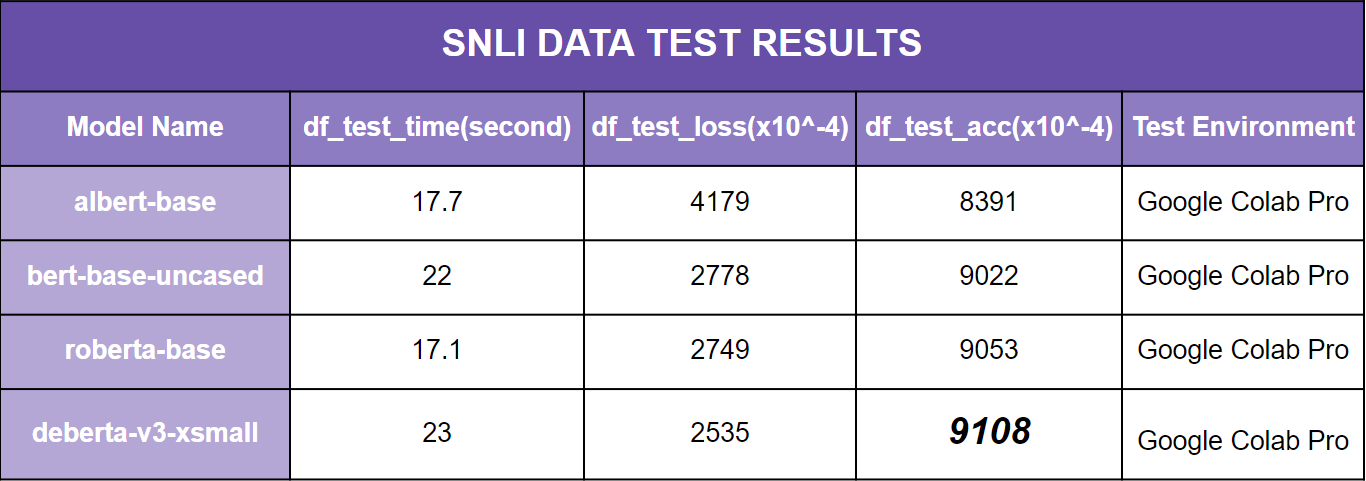 SNLI DATA TEST RESULTS
Model Name df_test_time(second) df_test_loss(x10^-4) df_test_acc(x10^-4) Test Environment
albert-base 17.7 4179 8391 Google Colab Pro
bert-base-uncased 22 2778 9022 Google Colab Pro
roberta-base 17.1 2749 9053 Google Colab Pro
deberta-v3-xsmall 23 2535 9108 Google Colab Pro